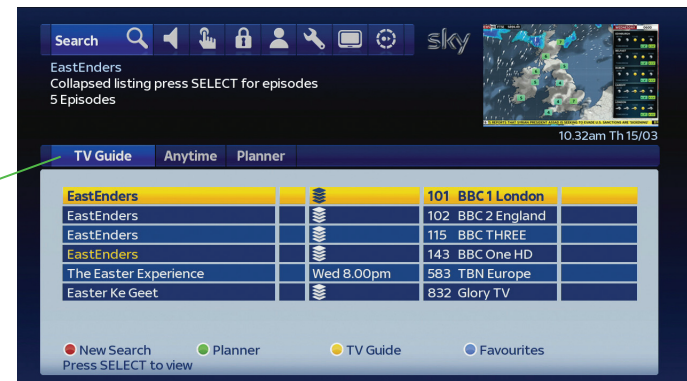 Search
sky
EastEnders
Collapsed listing press SELECT for episodes
5 Episodes
10.32am Th 15/03
TV Guide Anytime Planner
EastEnders 101 BBC 1 London
EastEnders 102 BBC 2 England
EastEnders 115 BBC THREE
EastEnders 143 BBC One HD
The Easter Experience Wed 8.00pm 583 TBN Europe
Easter Ke Geet 832 Glory TV
New Search Planner TV Guide Favourites
Press SELECT to view